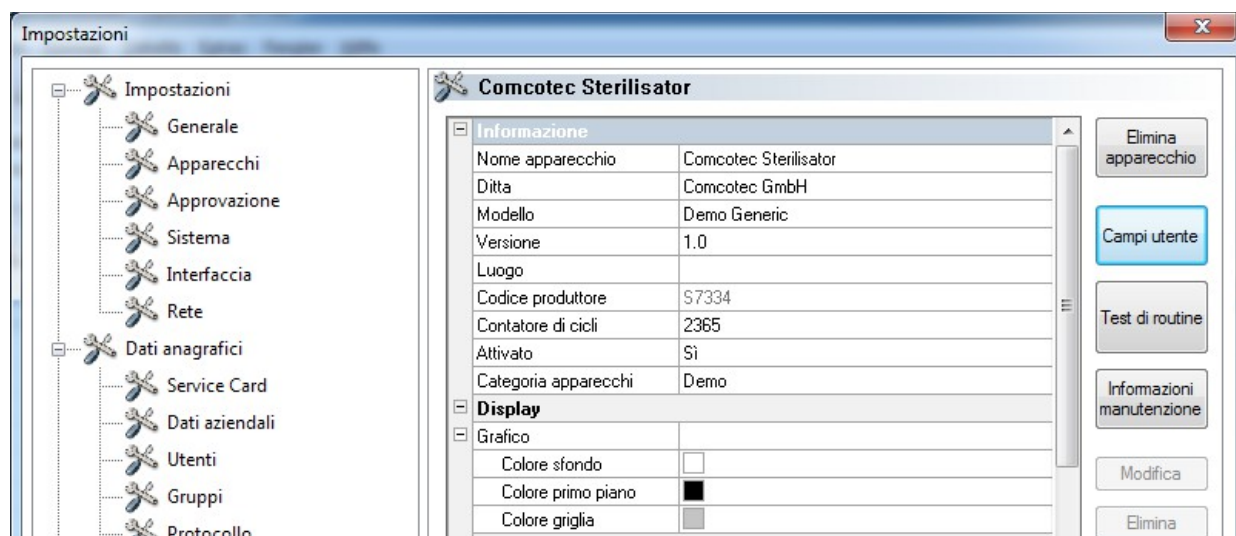 Impostazioni
Impostazioni
Generale
Apparecchi
Approvazione
Sistema
Interfaccia
Rete
Dati anagrafici
Service Card
Dati aziendali
Utenti
Gruppi
Protocollo
Comcotec Sterilisator
Informazione
Nome apparecchio Comcotec Sterilisator
Ditta Comcotec GmbH
Modello Demo Generic
Versione 1.0
Luogo
Codice produttore S7334
Contatore di cicli 2365
Attivato Sì
Categoria apparecchi Demo
Display
Grafico
Colore sfondo
Colore primo piano
Colore griglia
Elimina
apparecchio
Campi utente
Test di routine
Informazioni
manutenzione
Modifica
Elimina